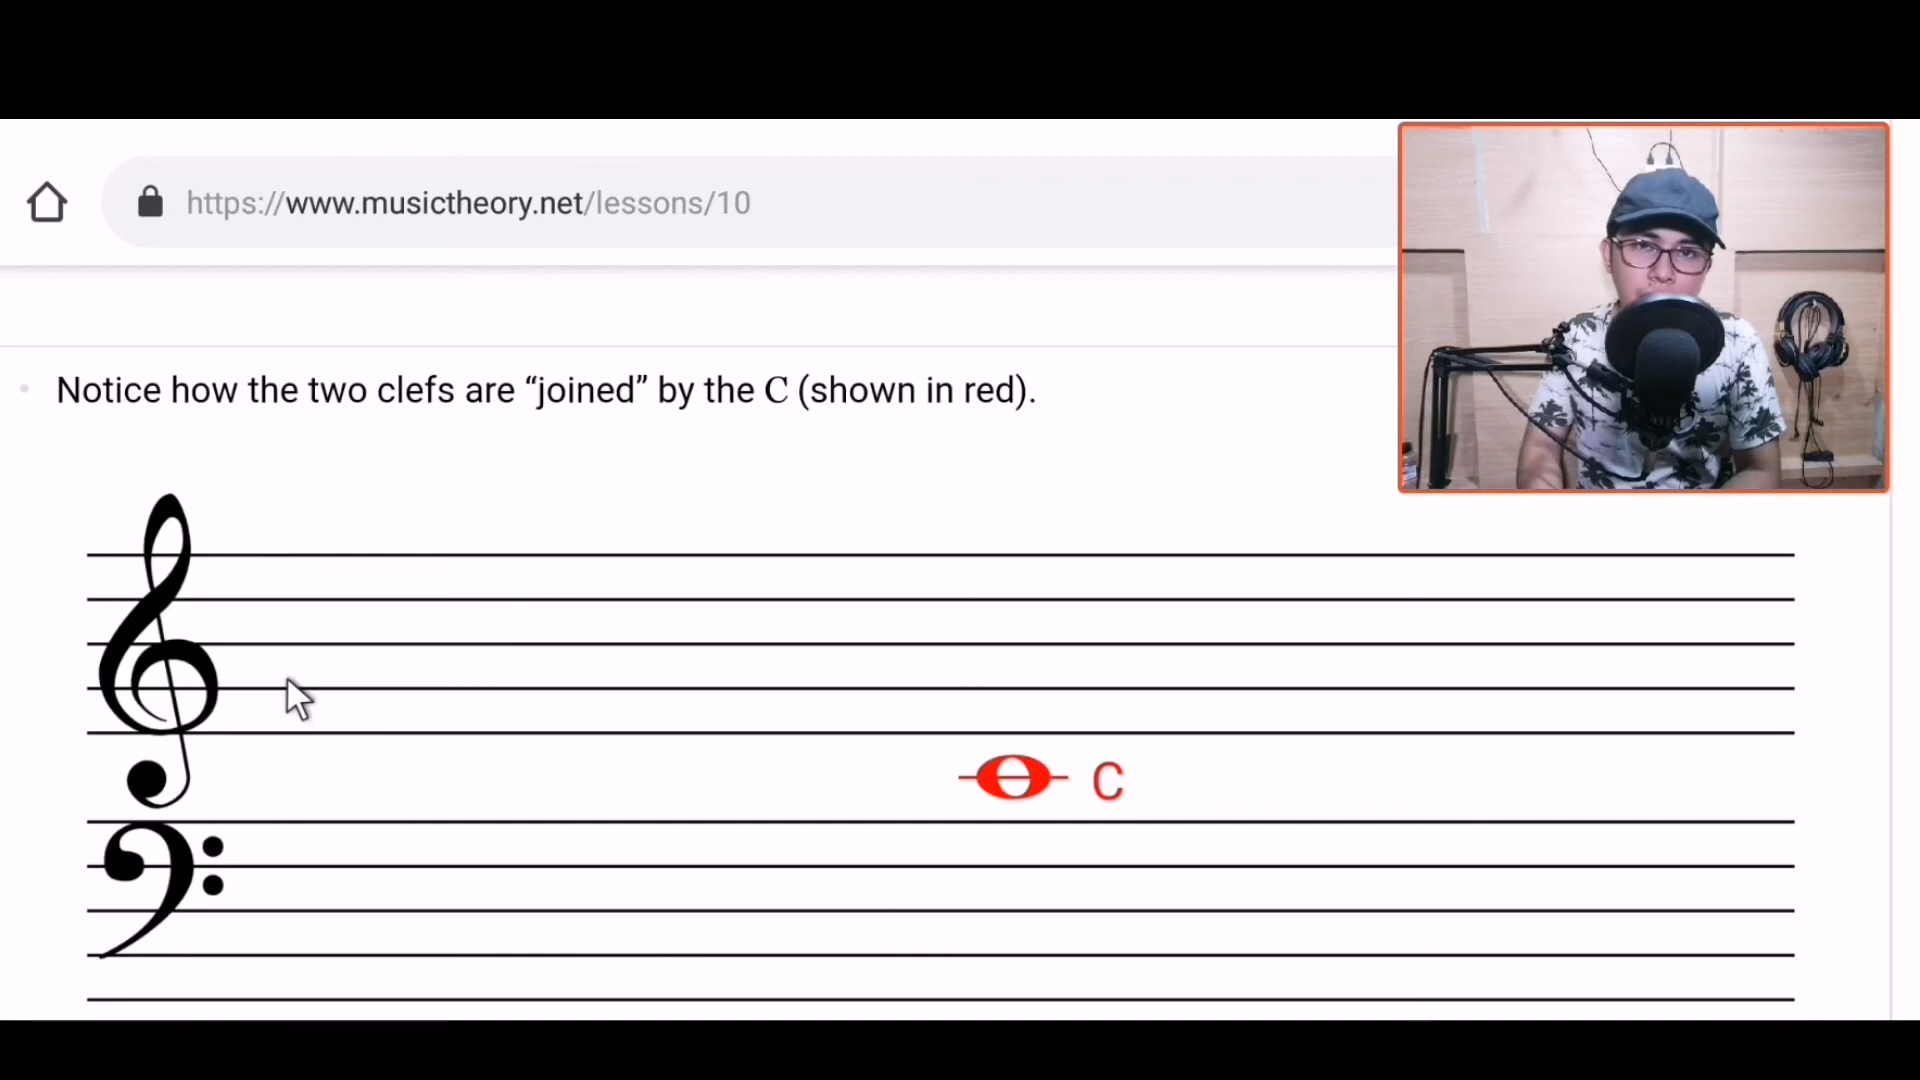 https://www.musictheory.net/lessons/10
Notice how the two clefs are “joined” by the C (shown in red).
C